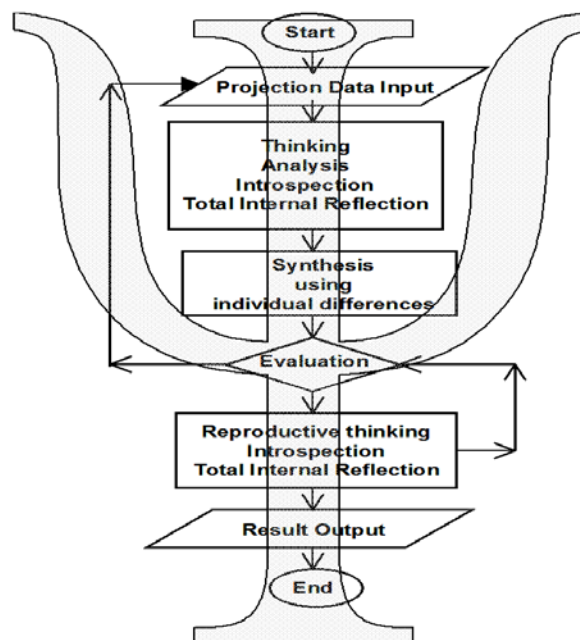 Start
Projection Data Input
Thinking
Analysis
Introspection
Total Internal Reflection
Synthesis
using
individual differences
Evaluation
Reproductive thinking
Introspection
Total Internal Reflection
Result Output
End